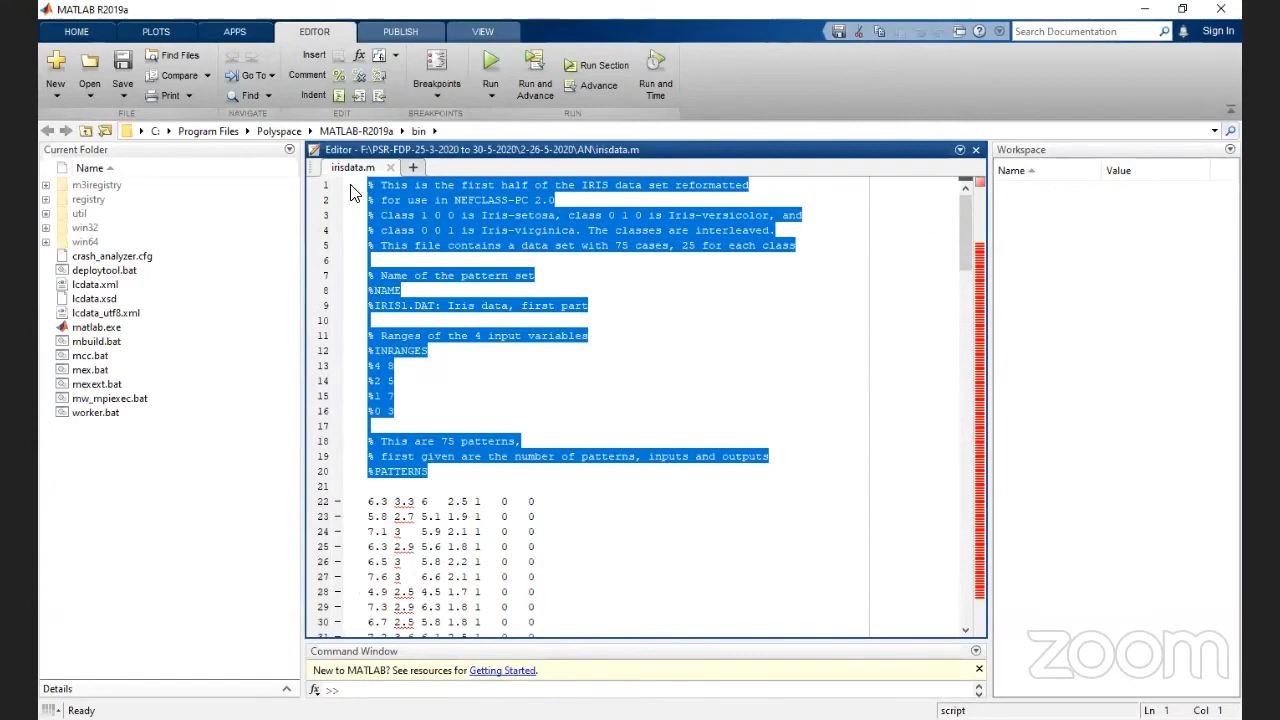 MATLAB R2019a
HOME PLOTS APPS EDITOR PUBLISH VIEW
Search Documentation
Sign In
New
Open
Save
Find Files
Compare
Print
FILE
Go To
Find
NAVIGATE
Insert
Comment
Indent
EDIT
Breakpoints
BREAKPOINTS
Run
Run and Advance
Run Section
Advance
Run and Time
RUN
C: Program Files Polyspace MATLAB-R2019a bin
Current Folder
Name
m3iregistry
registry
util
win32
win64
crash_analyzer.cfg
deploytool.bat
lcdata.xml
lcdata.xsd
lcdata_utf8.xml
matlab.exe
mbuild.bat
mcc.bat
mex.bat
mexext.bat
mw_mpiexec.bat
worker.bat
Details
Editor - F:\PSR-FDP-25-3-2020 to 30-5-2020\2-26-5-2020\AN\irisdata.m
irisdata.m
1 % This is the first half of the IRIS data set reformatted
2 % for use in NEFCLASS-PC 2.0
3 % Class 1 0 0 is Iris-setosa, class 0 1 0 is Iris-versicolor, and
4 % class 0 0 1 is Iris-virginica. The classes are interleaved.
5 % This file contains a data set with 75 cases, 25 for each class
6
7 % Name of the pattern set
8 %NAME
9 %IRIS1.DAT: Iris data, first part
10
11 % Ranges of the 4 input variables
12 %INRANGES
13 %4 8
14 %2 5
15 %1 7
16 %0 3
17
18 % This are 75 patterns,
19 % first given are the number of patterns, inputs and outputs
20 %PATTERNS
21
22 – 6.3 3.3 6 2.5 1 0 0
23 – 5.8 2.7 5.1 1.9 1 0 0
24 – 7.1 3 5.9 2.1 1 0 0
25 – 6.3 2.9 5.6 1.8 1 0 0
26 – 6.5 3 5.8 2.2 1 0 0
27 – 7.6 3 6.6 2.1 1 0 0
28 – 4.9 2.5 4.5 1.7 1 0 0
29 – 7.3 2.9 6.3 1.8 1 0 0
30 – 6.7 2.5 5.8 1.8 1 0 0
31 – 7.2 3.6 6.1 2.5 1 0 0
Command Window
New to MATLAB? See resources for Getting Started.
fx >>
Workspace
Name Value
zoom
Ready
script
Ln 1 Col 1